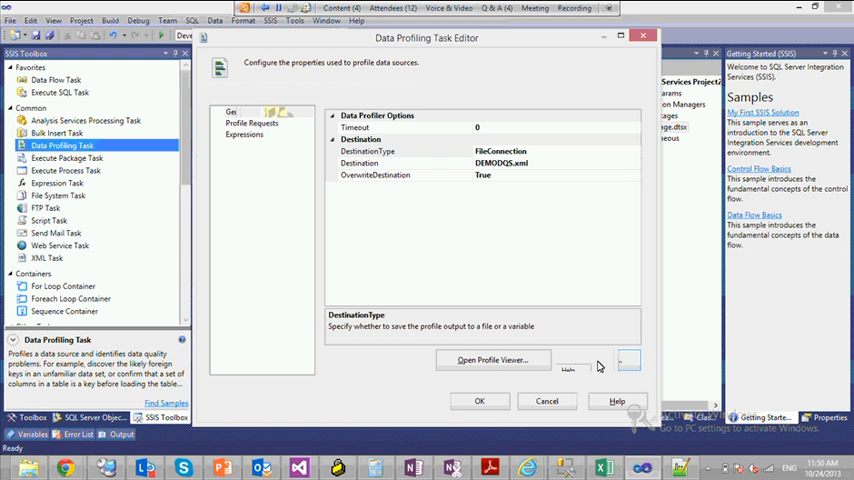 Content (4) Attendees (12) Voice & Video Q & A (4) Meeting Recording
File Edit View Project Build Debug Team SQL Data Format SSIS Tools Window Help
SSIS Toolbox
Favorites
Data Flow Task
Execute SQL Task
Common
Analysis Services Processing Task
Bulk Insert Task
Data Profiling Task
Execute Package Task
Execute Process Task
Expression Task
File System Task
FTP Task
Script Task
Send Mail Task
Web Service Task
XML Task
Containers
For Loop Container
Foreach Loop Container
Sequence Container
Data Profiling Task
Profiles a data source and identifies data quality
problems. For example, discover the likely foreign
keys in an unfamiliar data set, or confirm that a set
of columns in a table is a key before loading the table...
Find Samples
Toolbox SQL Server Objec... SSIS Toolbox
Variables Error List Output
Ready
Data Profiling Task Editor
Configure the properties used to profile data sources.
Profile Requests
Expressions
Data Profiler Options
Timeout 0
Destination
DestinationType FileConnection
Destination DEMODQS.xml
OverwriteDestination True
DestinationType
Specify whether to save the profile output to a file or a variable
Open Profile Viewer...
OK Cancel Help
Getting Started (SSIS)
Welcome to SQL Server
Integration
Services (SSIS)
Samples
My First SSIS Solution
This sample serves as an
introduction to the SQL
Server Integration
Services development
environment.
Control Flow Basics
This sample introduces the
fundamental concepts of
the control flow.
Data Flow Basics
This sample introduces the
fundamental concepts of
the data flow.
Getting Starte... Properties
Activate Windows
Go to PC settings to activate Windows.
ENG 11:50 AM
10/24/2013